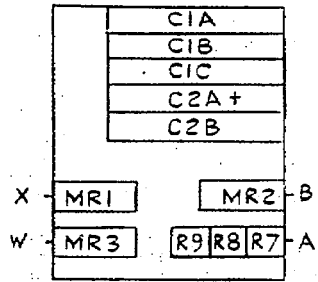 C1A
C1B
C1C
C2A+
C2B
X MR1 MR2 B
W MR3 R9 R8 R7 A